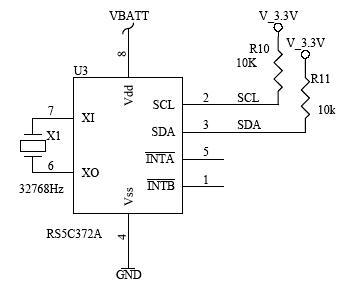 VBATT
V_3.3V
R10
10K
V_3.3V
R11
10k
8
U3
Vdd
7
XI
SCL
2
SCL
X1
SDA
3
SDA
INTA
5
6
XO
INTB
1
32768Hz
Vss
RS5C372A
4
GND